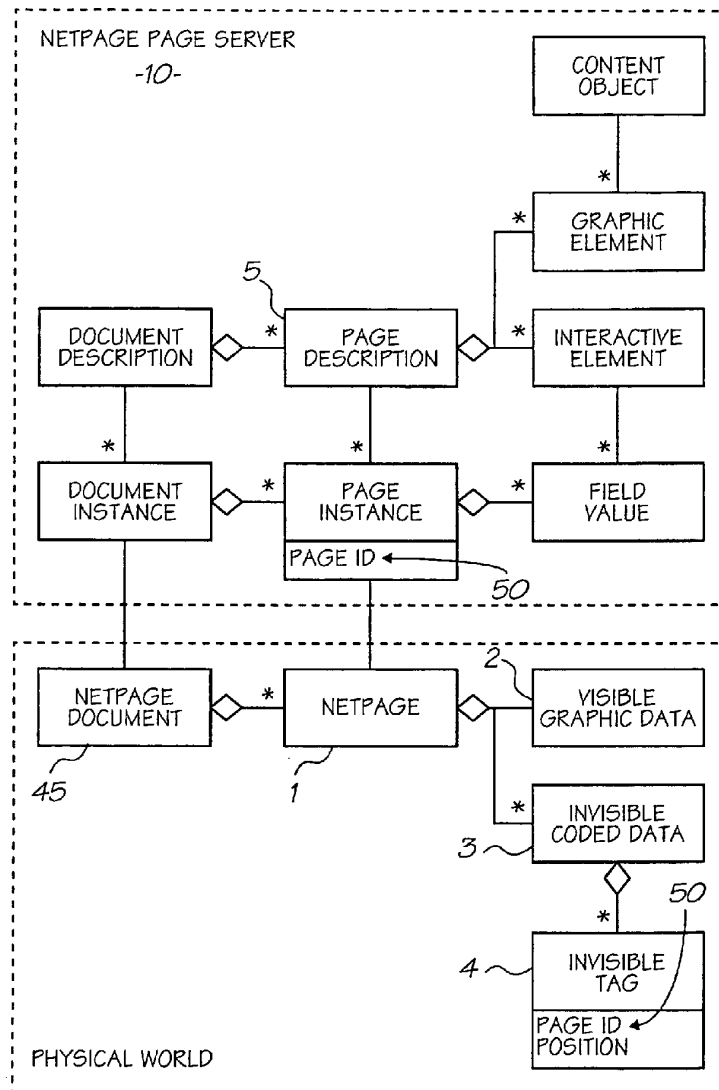 NETPAGE PAGE SERVER
-10-
CONTENT
OBJECT
*
*
GRAPHIC
ELEMENT
5
DOCUMENT
DESCRIPTION
*
PAGE
DESCRIPTION
*
INTERACTIVE
ELEMENT
*
*
*
DOCUMENT
INSTANCE
*
PAGE
INSTANCE
*
FIELD
VALUE
PAGE ID
50
NETPAGE
DOCUMENT
*
NETPAGE
2
VISIBLE
GRAPHIC DATA
45
1
*
INVISIBLE
CODED DATA
3
50
*
4
INVISIBLE
TAG
PAGE ID
POSITION
PHYSICAL WORLD